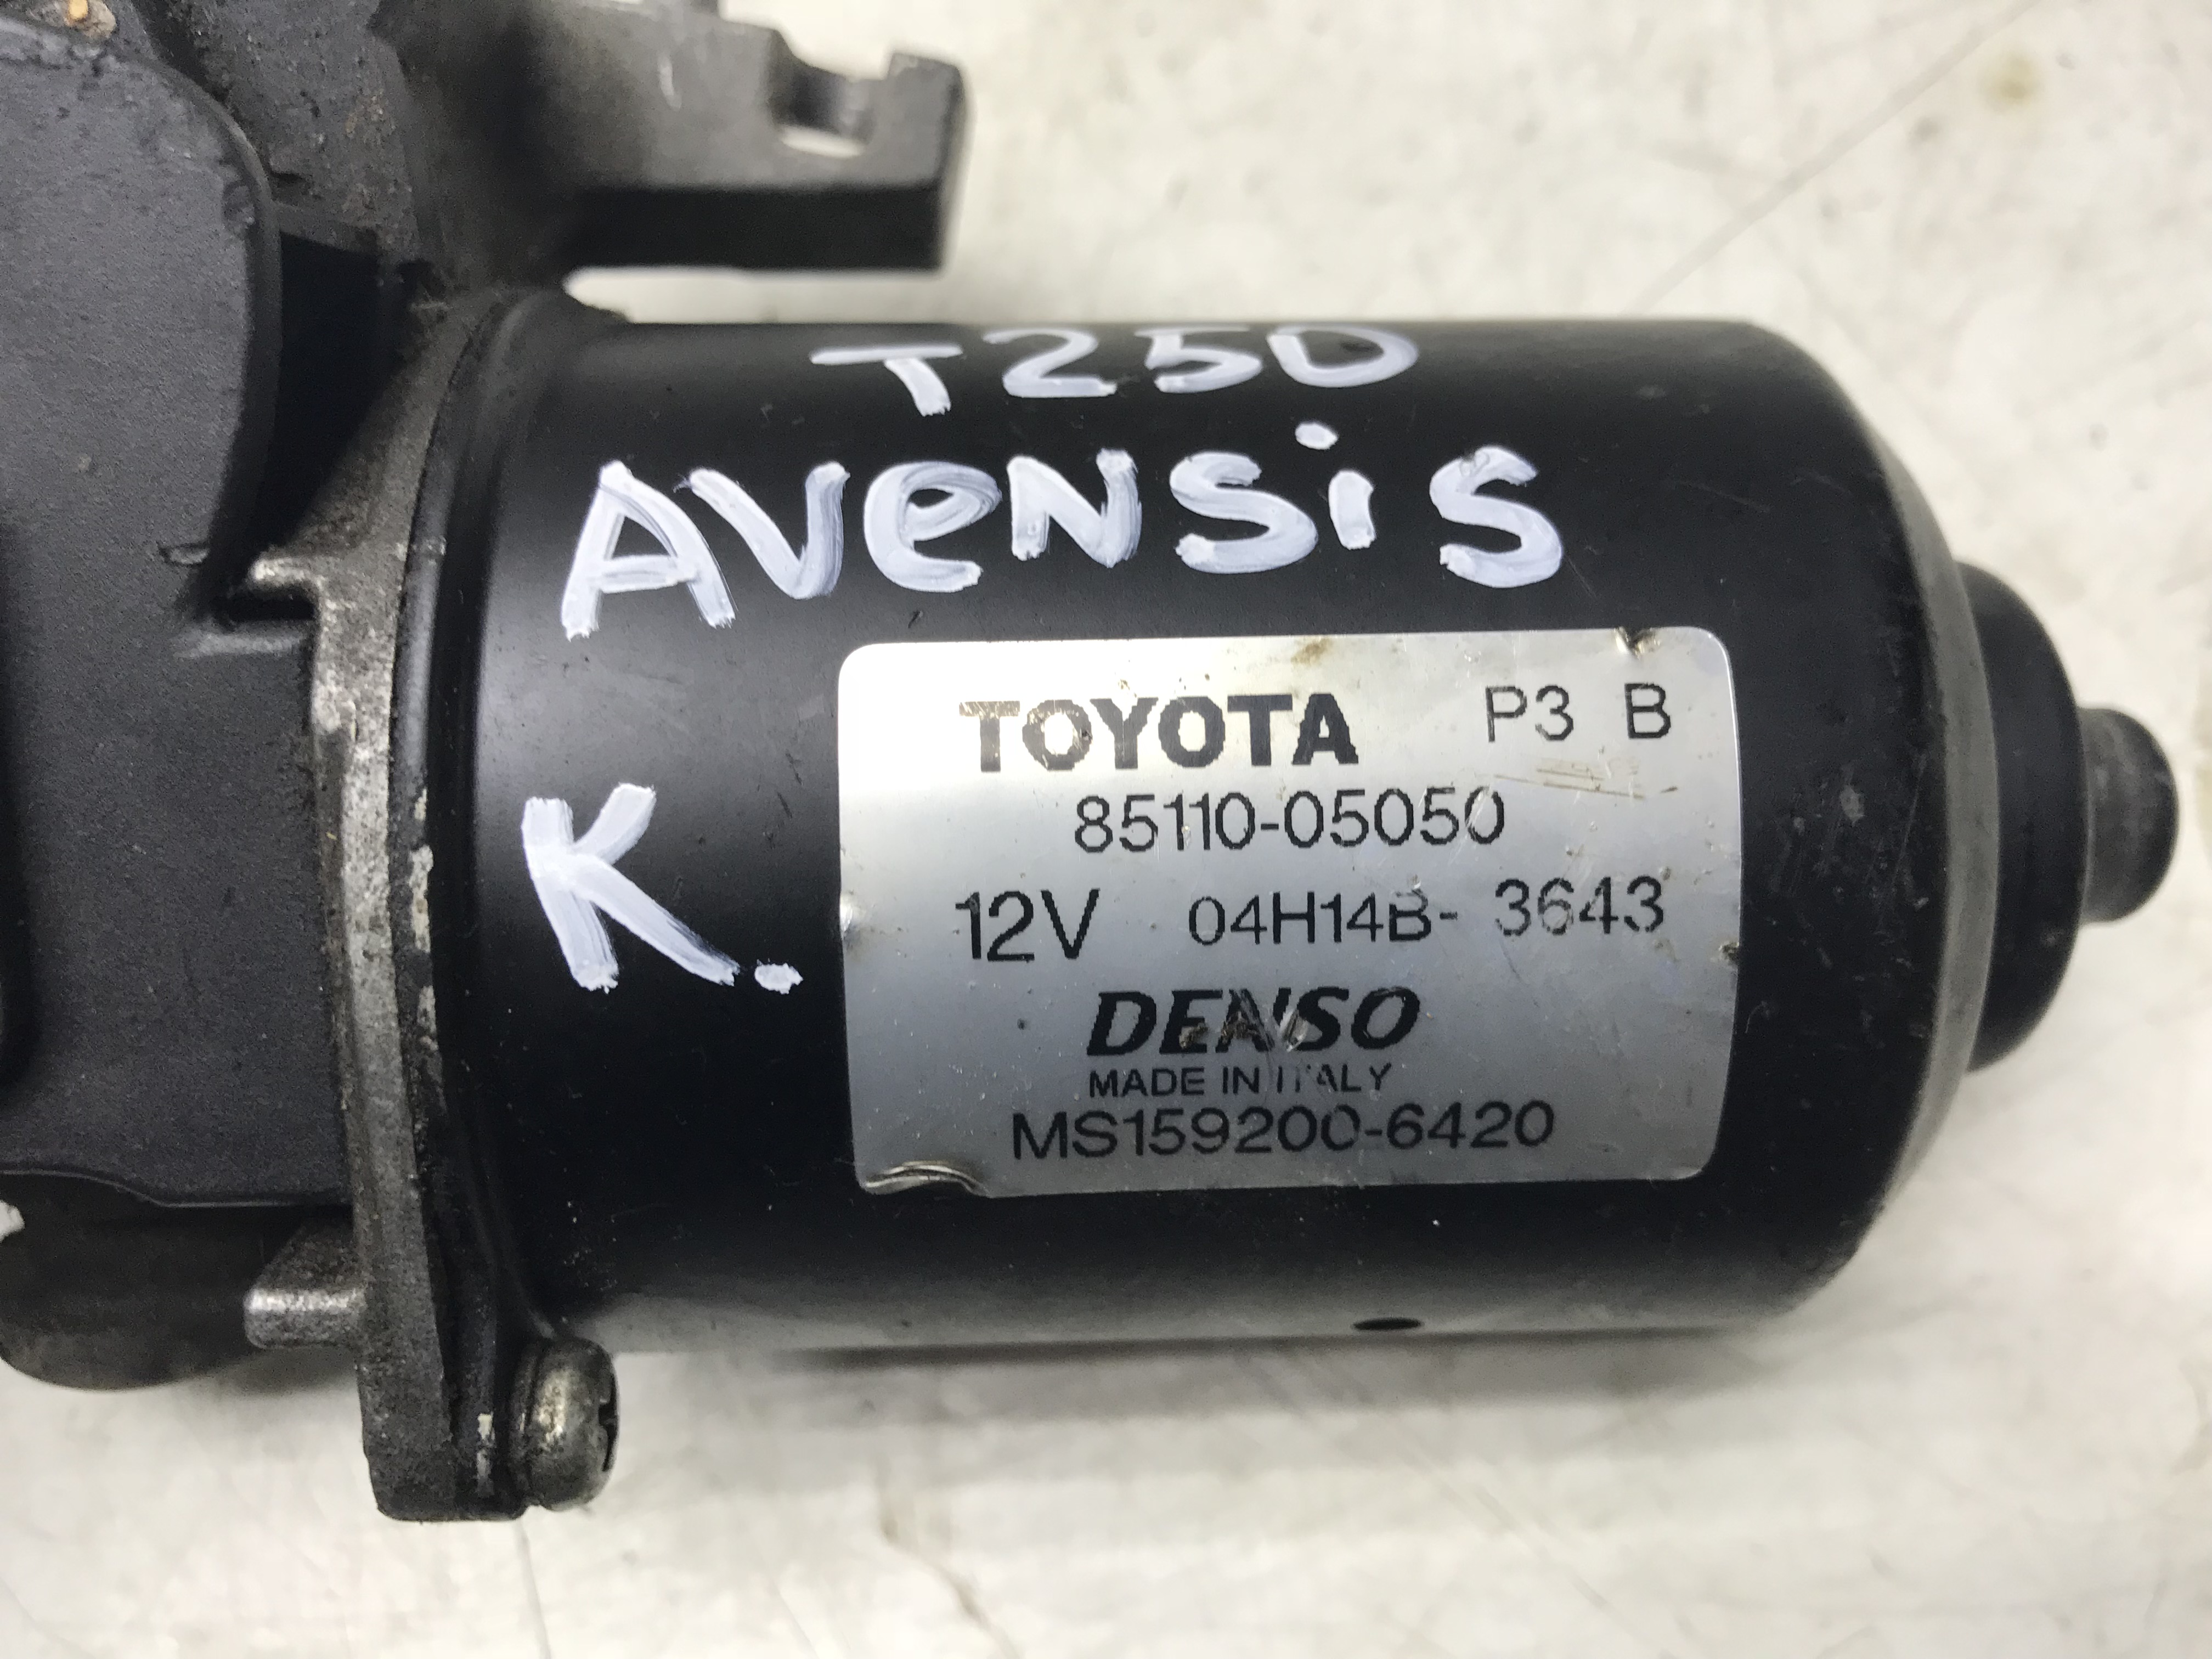 T25D
AVeNSiS
K.
TOYOTA P3 B
85110-05050
12V 04H14B- 3643
DENSO
MADE IN ITALY
MS159200-6420